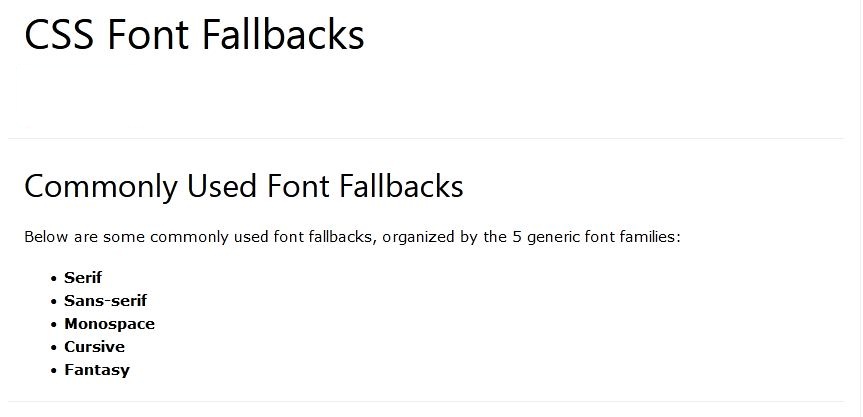 CSS Font Fallbacks
Commonly Used Font Fallbacks
Below are some commonly used font fallbacks, organized by the 5 generic font families:
• Serif
• Sans-serif
• Monospace
• Cursive
• Fantasy